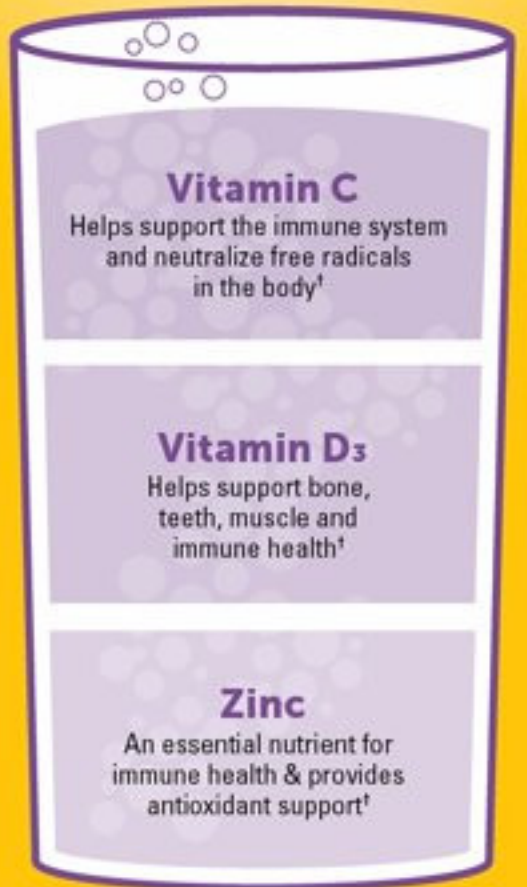 Vitamin C
Helps support the immune system
and neutralize free radicals
in the body†
Vitamin D3
Helps support bone,
teeth, muscle and
immune health†
Zinc
An essential nutrient for
immune health & provides
antioxidant support†